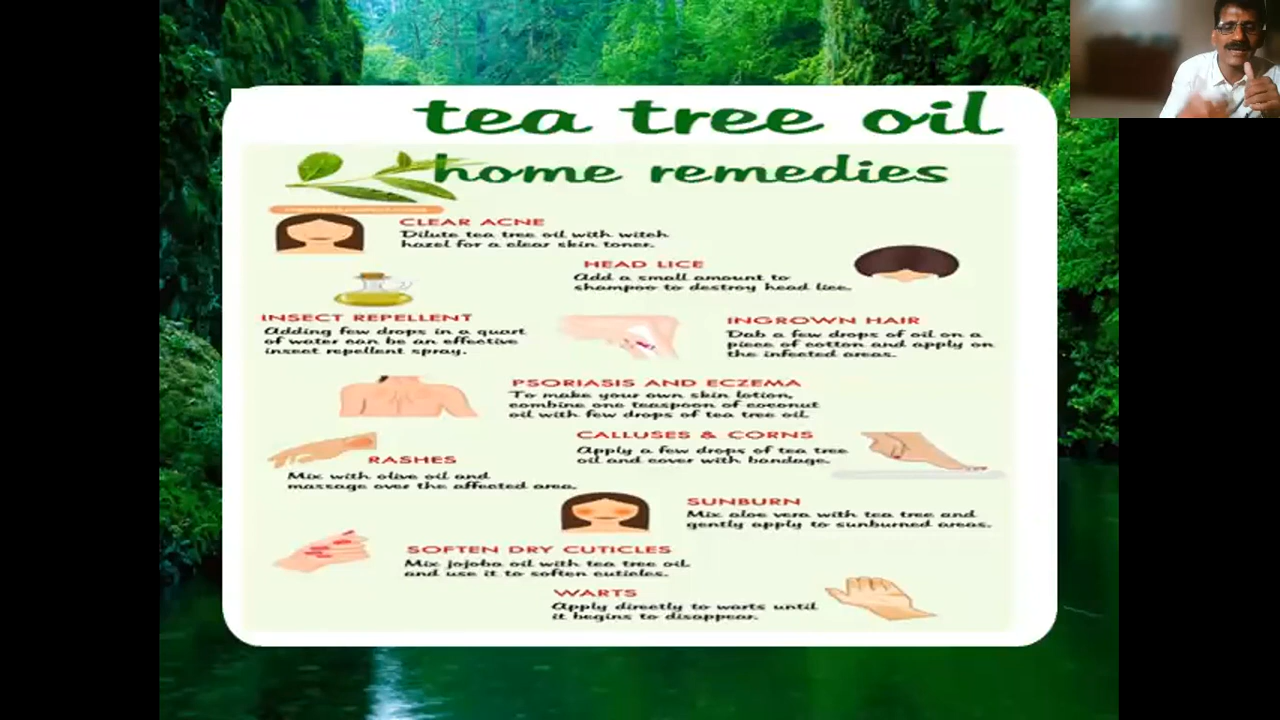 tea tree oil
home remedies
CLEAR ACNE
Dilute tea tree oil with witch
hazel for a clear skin toner.
HEAD LICE
Add a small amount to
shampoo to destroy head lice.
INSECT REPELLENT
Adding few drops in a quart
of water can be an effective
insect repellent spray.
INGROWN HAIR
Dab a few drops of oil on a
piece of cotton and apply on
the infected areas.
PSORIASIS AND ECZEMA
To make your own skin lotion,
combine one teaspoon of coconut
oil with few drops of tea tree oil.
CALLUSES & CORNS
Apply a few drops of tea tree
oil and cover with bandage.
RASHES
Mix with olive oil and
massage over the affected area.
SUNBURN
Mix aloe vera with tea tree and
gently apply to sunburned areas.
SOFTEN DRY CUTICLES
Mix jojoba oil with tea tree oil
and use it to soften cuticles.
WARTS
Apply directly to warts until
it begins to disappear.